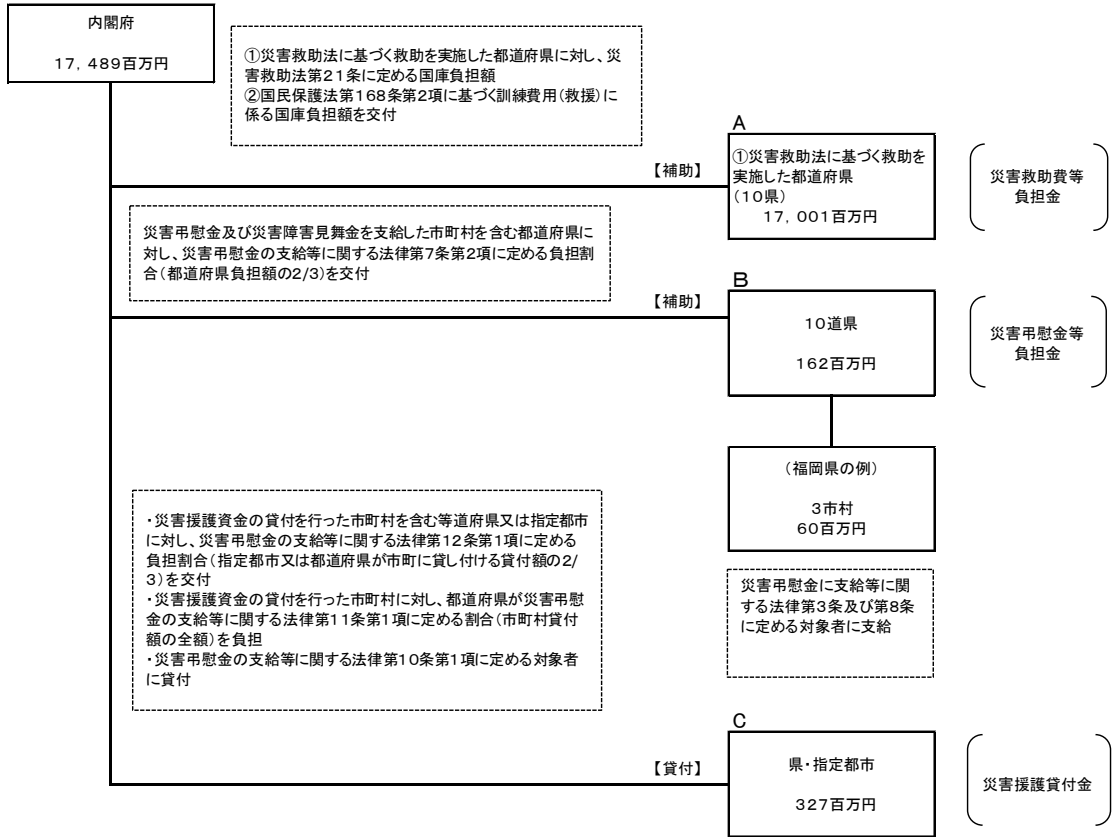 内閣府
17,489百万円
①災害救助法に基づく救助を実施した都道府県に対し、災
害救助法第21条に定める国庫負担額
②国民保護法第168条第2項に基づく訓練費用(救援)に
係る国庫負担額を交付
A
【補助】
①災害救助法に基づく救助を
実施した都道府県
(10県)
17,001百万円
災害救助費等
負担金
災害弔慰金及び災害障害見舞金を支給した市町村を含む都道府県
に対し、災害弔慰金の支給等に関する法律第7条第2項に定める負担割
合(都道府県負担額の2/3)を交付
B
【補助】
10道県
162百万円
災害弔慰金等
負担金
(福岡県の例)
3市村
60百万円
災害弔慰金に支給等に関
する法律第3条及び第8条
に定める対象者に支給
・災害援護資金の貸付を行った市町村を含む等道府県又は指定都市
に対し、災害弔慰金の支給等に関する法律第12条第1項に定める
負担割合(指定都市又は都道府県が市町に貸し付ける貸付額の2/
3)を交付
・災害援護資金の貸付を行った市町村に対し、都道府県が災害弔慰
金の支給等に関する法律第11条第1項に定める割合(市町村貸付
額の全額)を負担
・災害弔慰金の支給等に関する法律第10条第1項に定める対象者
に貸付
C
【貸付】
県・指定都市
327百万円
災害援護貸付金